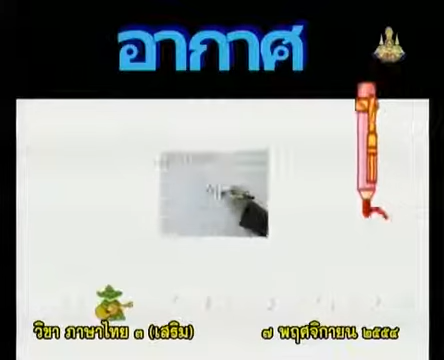 อากาศ
วิชา ภาษาไทย ๓ (เสริม)
๗ พฤศจิกายน ๒๕๕๔